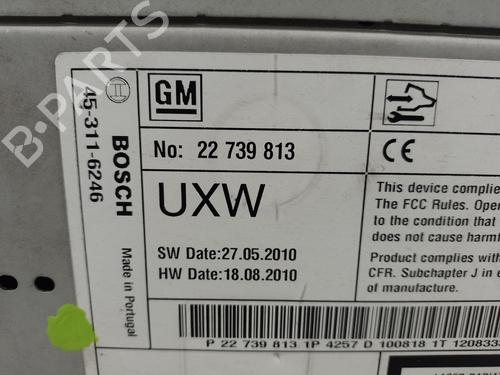 B-PARTS
GM
BOSCH
45-311-6246
Made in Portugal
No: 22 739 813
CE
UXW
SW Date:27.05.2010
HW Date:18.08.2010
This device complie
The FCC Rules. Oper
to the condition that
does not cause harmf
Product complies with
CFR. Subchapter J in e
of manufacture.
P 22 739 813 1P 4257 D 100818 1T 1208333